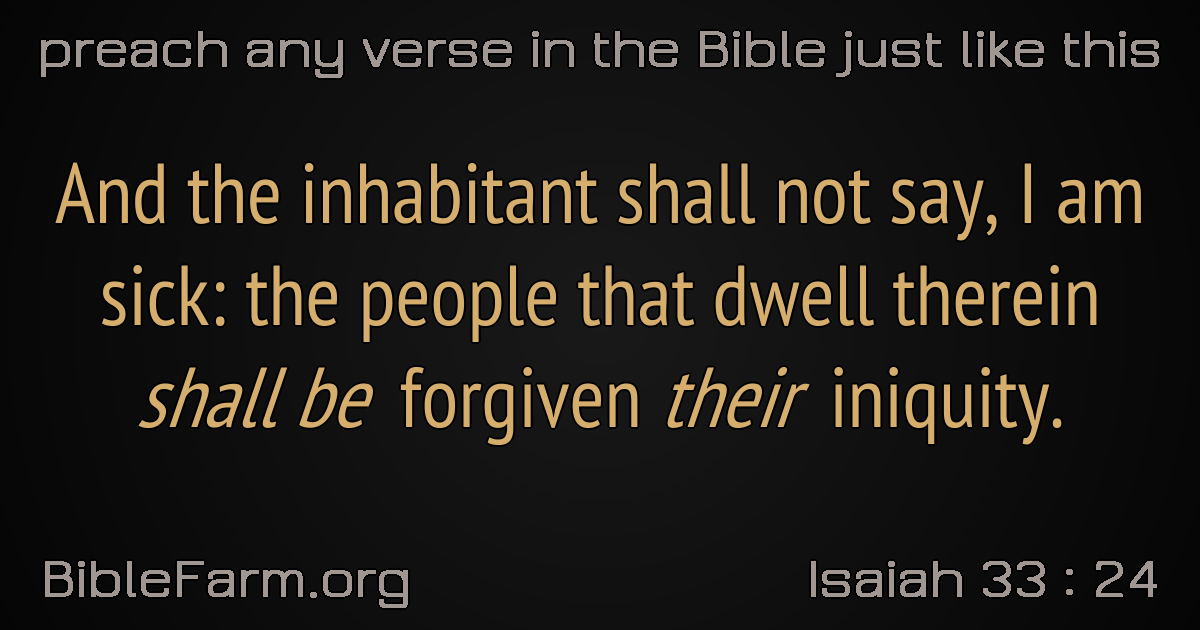 preach any verse in the Bible just like this
And the inhabitant shall not say, I am
sick: the people that dwell therein
shall be forgiven their iniquity.
BibleFarm.org
Isaiah 33 : 24